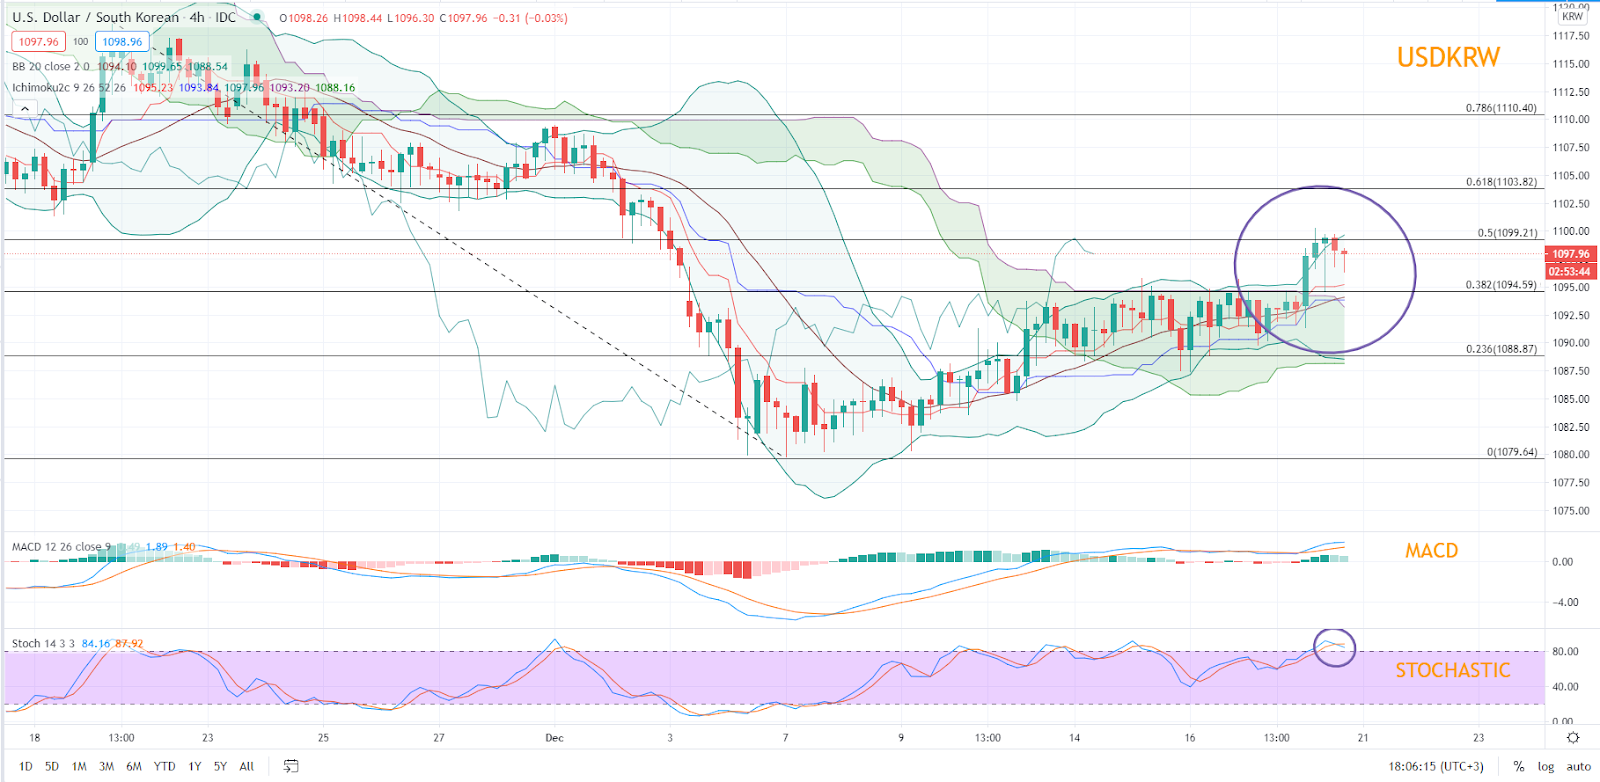 U.S. Dollar / South Korean · 4h · IDC O1098.26 H1098.44 L1096.30 C1097.96 −0.31 (−0.03%)
1097.96 100 1098.96
BB 20 close 2 0 1094.10 1099.65 1088.54
Ichimoku2c 9 26 52 26 1095.23 1093.84 1097.96 1093.20 1088.16
USDKRW
KRW
1120.00
1117.50
1115.00
1112.50
1110.00
1107.50
1105.00
1102.50
1100.00
1097.96
02:53:44
1095.00
1092.50
1090.00
1087.50
1085.00
1082.50
1080.00
1077.50
1075.00
0.786(1110.40)
0.618(1103.82)
0.5(1099.21)
0.382(1094.59)
0.236(1088.87)
0(1079.64)
MACD 12 26 close 9 0.49 1.89 1.40
MACD
0.00
−4.00
Stoch 14 3 3 84.16 87.92
STOCHASTIC
80.00
40.00
0.00
18 13:00 23 25 27 Dec 3 7 9 13:00 14 16 13:00 21 23
1D 5D 1M 3M 6M YTD 1Y 5Y All 18:06:15 (UTC+3) % log auto